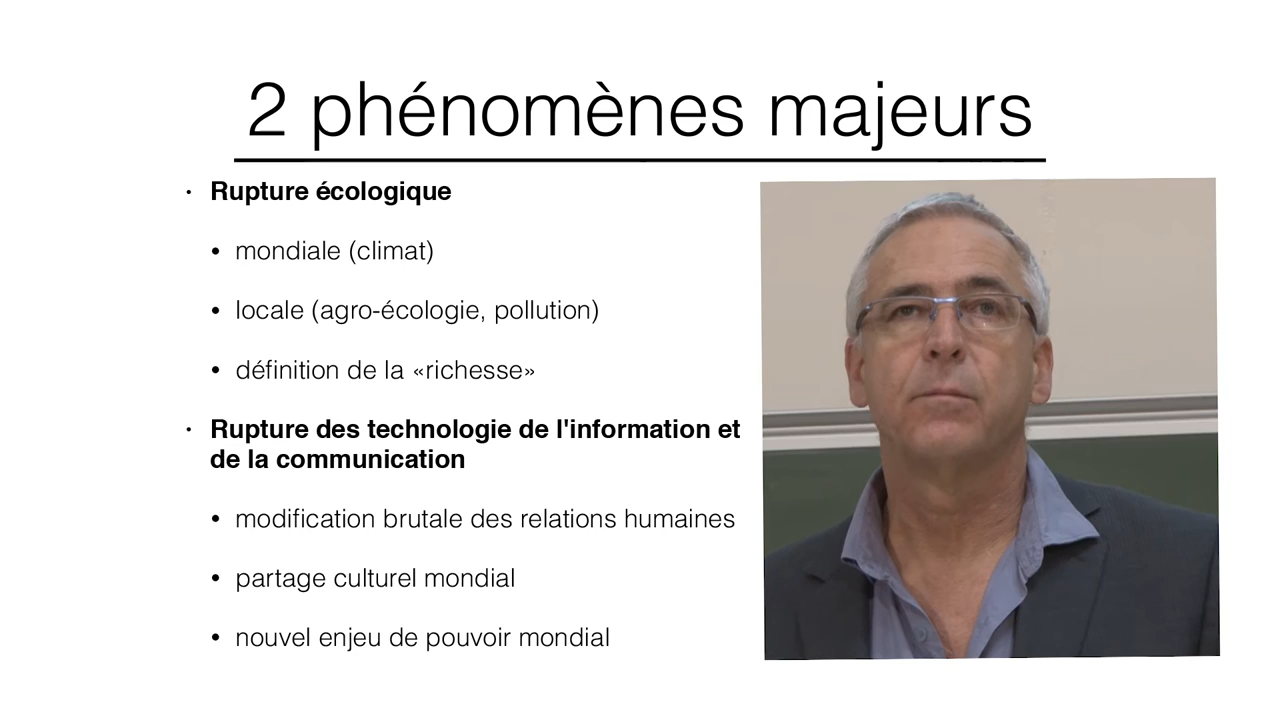 2 phénomènes majeurs
• Rupture écologique
• mondiale (climat)
• locale (agro-écologie, pollution)
• définition de la «richesse»
• Rupture des technologie de l'information et
de la communication
• modification brutale des relations humaines
• partage culturel mondial
• nouvel enjeu de pouvoir mondial